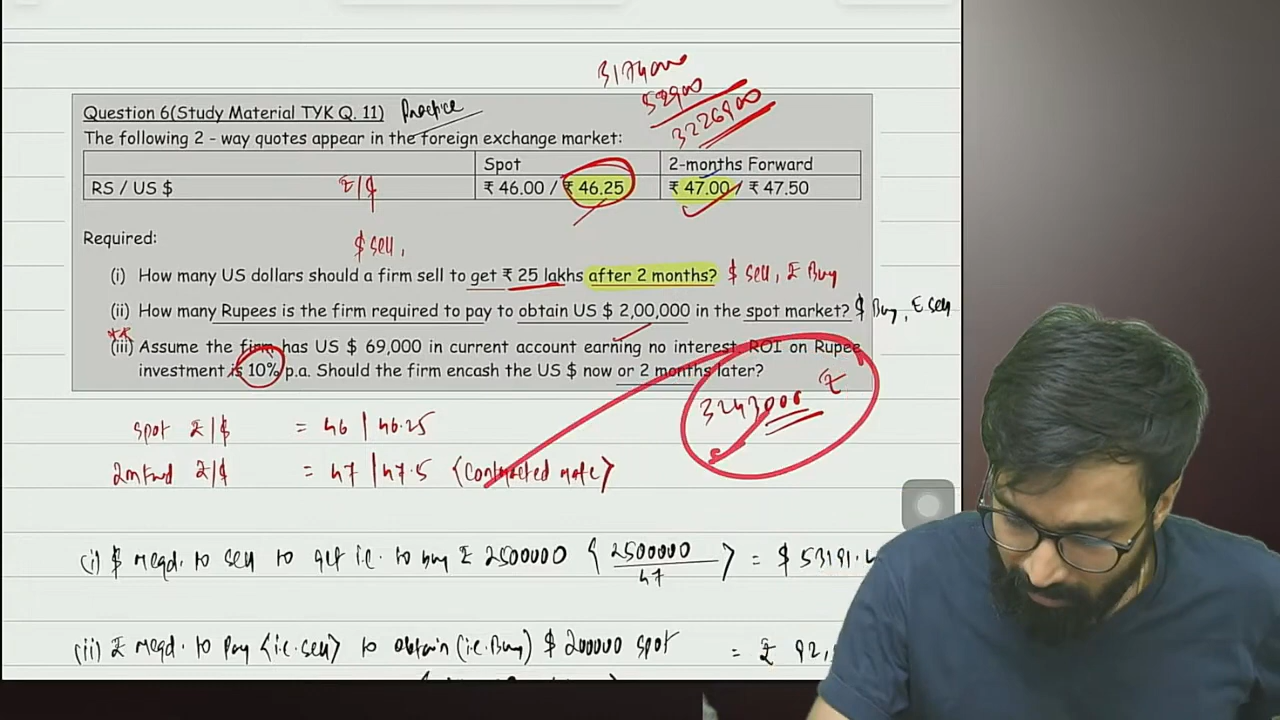 3174000
52900
3226900
Question 6(Study Material TYK Q. 11) Practice
The following 2 - way quotes appear in the foreign exchange market:
Spot 2-months Forward
RS / US $ ₹/$ ₹ 46.00 / ₹ 46.25 ₹ 47.00 / ₹ 47.50
Required:
$ sell,
(i) How many US dollars should a firm sell to get ₹ 25 lakhs after 2 months? $ sell, ₹ Buy
(ii) How many Rupees is the firm required to pay to obtain US $ 2,00,000 in the spot market? $ Buy, ₹ sell
**
(iii) Assume the firm has US $ 69,000 in current account earning no interest. ROI on Rupee
investment is 10% p.a. Should the firm encash the US $ now or 2 months later?
3243000 ₹
spot ₹/$ = 46 | 46.25
2mfwd ₹/$ = 47 | 47.5 (Contracted rate)
(i) $ reqd. to sell to get i.e. to buy ₹ 2500000 { 2500000 / 47 } = $ 53191.
(ii) ₹ reqd. to pay {i.e. sell} to obtain (i.e. Buy) $ 200000 spot = ₹ 92,